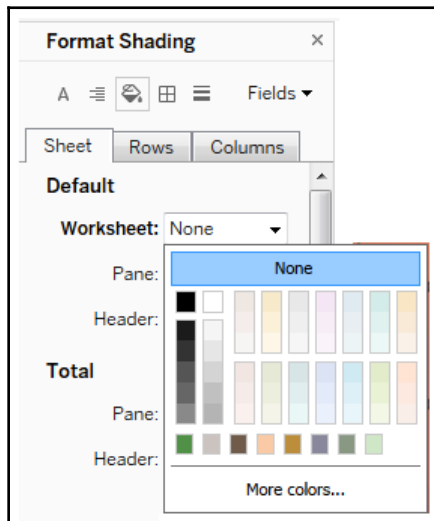 Format Shading ×
A Fields
Sheet Rows Columns
Default
Worksheet: None
None
Pane:
Header:
Total
Pane:
Header:
More colors...